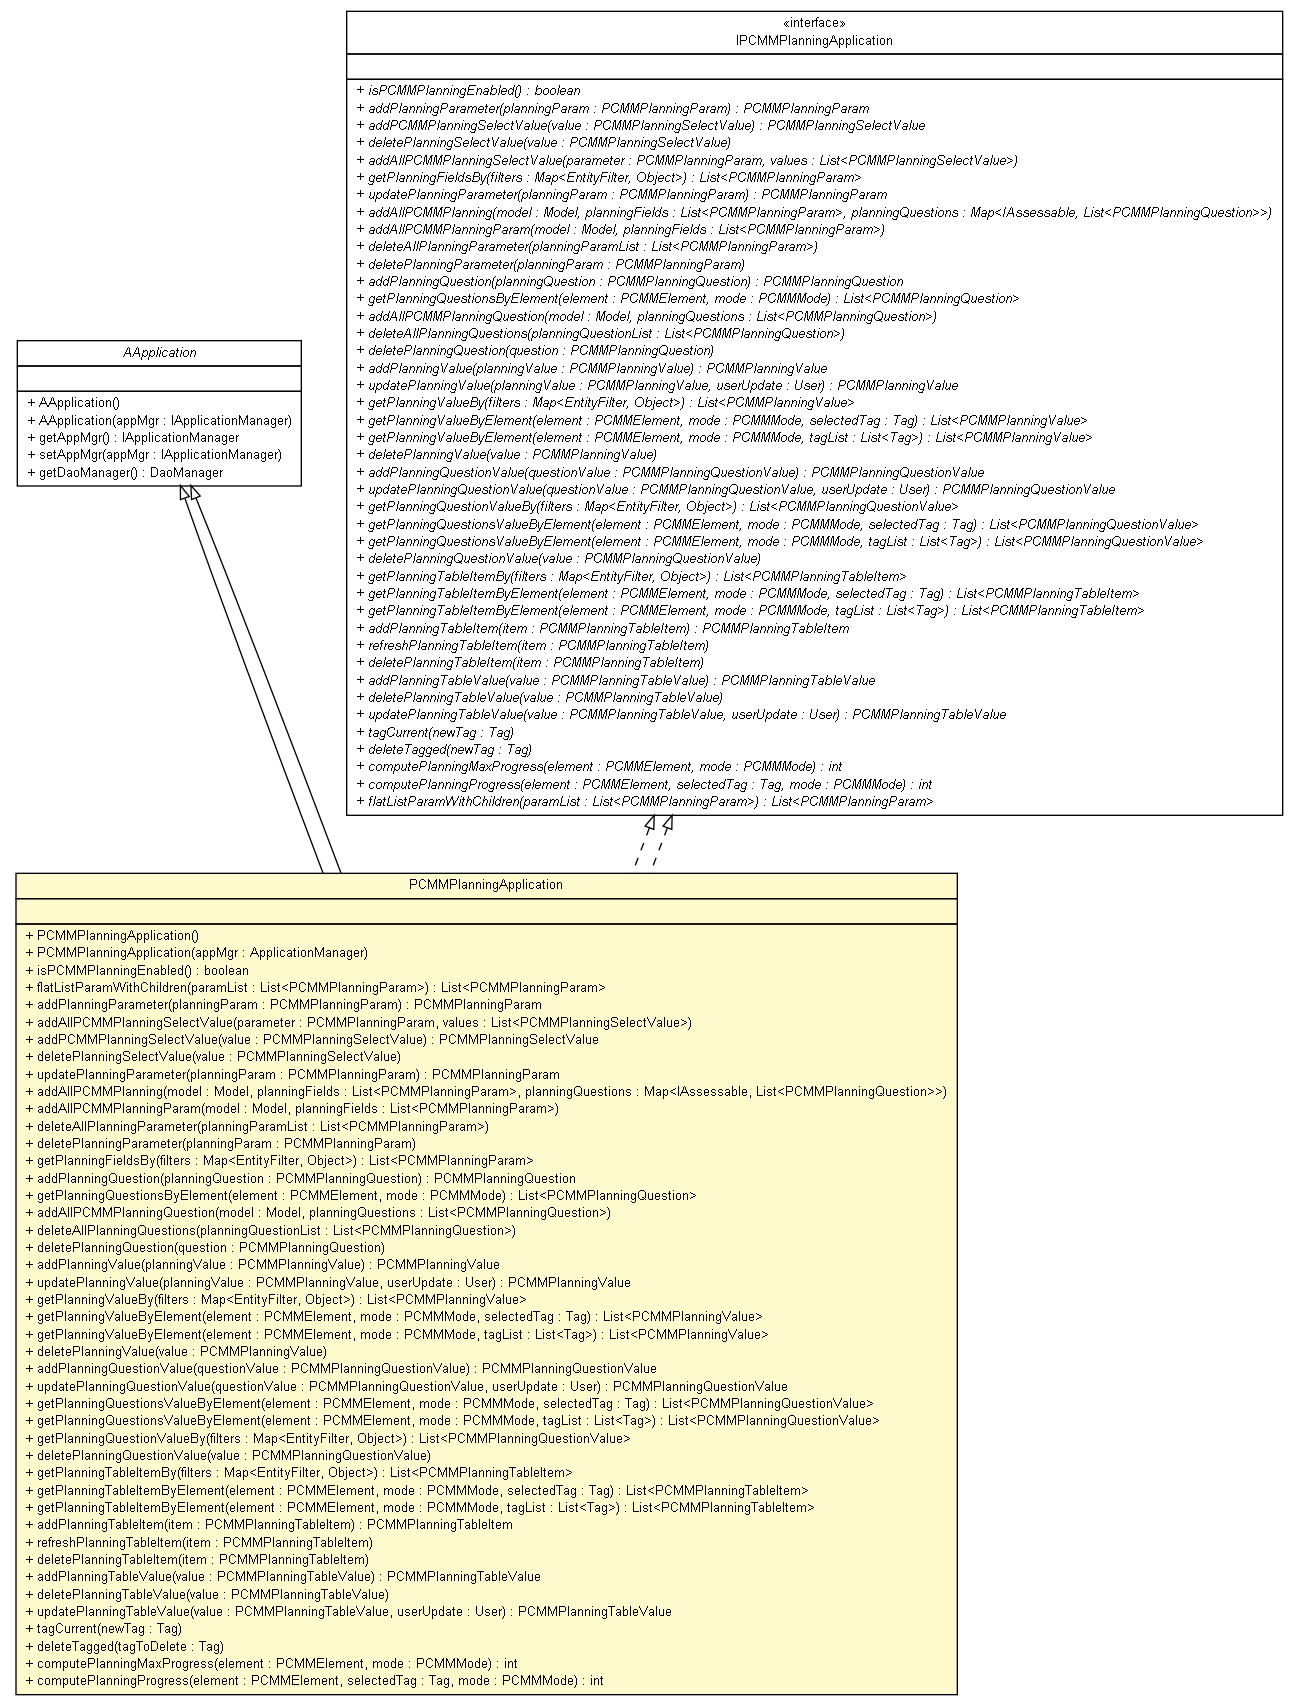 «interface»
IPCMMPlanningApplication
+ isPCMMPlanningEnabled() : boolean
+ addPlanningParameter(planningParam : PCMMPlanningParam) : PCMMPlanningParam
+ addPCMMPlanningSelectValue(value : PCMMPlanningSelectValue) : PCMMPlanningSelectValue
+ deletePlanningSelectValue(value : PCMMPlanningSelectValue)
+ addAllPCMMPlanningSelectValue(parameter : PCMMPlanningParam, values : List<PCMMPlanningSelectValue>)
+ getPlanningFieldsBy(filters : Map<EntityFilter, Object>) : List<PCMMPlanningParam>
+ updatePlanningParameter(planningParam : PCMMPlanningParam) : PCMMPlanningParam
+ addAllPCMMPlanning(model : Model, planningFields : List<PCMMPlanningParam>, planningQuestions : Map<IAssessable, List<PCMMPlanningQuestion>>)
+ addAllPCMMPlanningParam(model : Model, planningFields : List<PCMMPlanningParam>)
+ deleteAllPlanningParameter(planningParamList : List<PCMMPlanningParam>)
+ deletePlanningParameter(planningParam : PCMMPlanningParam)
+ addPlanningQuestion(planningQuestion : PCMMPlanningQuestion) : PCMMPlanningQuestion
+ getPlanningQuestionsByElement(element : PCMMElement, mode : PCMMMode) : List<PCMMPlanningQuestion>
+ addAllPCMMPlanningQuestion(model : Model, planningQuestions : List<PCMMPlanningQuestion>)
+ deleteAllPlanningQuestions(planningQuestionList : List<PCMMPlanningQuestion>)
+ deletePlanningQuestion(question : PCMMPlanningQuestion)
+ addPlanningValue(planningValue : PCMMPlanningValue) : PCMMPlanningValue
+ updatePlanningValue(planningValue : PCMMPlanningValue, userUpdate : User) : PCMMPlanningValue
+ getPlanningValueBy(filters : Map<EntityFilter, Object>) : List<PCMMPlanningValue>
+ getPlanningValueByElement(element : PCMMElement, mode : PCMMMode, selectedTag : Tag) : List<PCMMPlanningValue>
+ getPlanningValueByElement(element : PCMMElement, mode : PCMMMode, tagList : List<Tag>) : List<PCMMPlanningValue>
+ deletePlanningValue(value : PCMMPlanningValue)
+ addPlanningQuestionValue(questionValue : PCMMPlanningQuestionValue) : PCMMPlanningQuestionValue
+ updatePlanningQuestionValue(questionValue : PCMMPlanningQuestionValue, userUpdate : User) : PCMMPlanningQuestionValue
+ getPlanningQuestionValueBy(filters : Map<EntityFilter, Object>) : List<PCMMPlanningQuestionValue>
+ getPlanningQuestionsValueByElement(element : PCMMElement, mode : PCMMMode, selectedTag : Tag) : List<PCMMPlanningQuestionValue>
+ getPlanningQuestionsValueByElement(element : PCMMElement, mode : PCMMMode, tagList : List<Tag>) : List<PCMMPlanningQuestionValue>
+ deletePlanningQuestionValue(value : PCMMPlanningQuestionValue)
+ getPlanningTableItemBy(filters : Map<EntityFilter, Object>) : List<PCMMPlanningTableItem>
+ getPlanningTableItemByElement(element : PCMMElement, mode : PCMMMode, selectedTag : Tag) : List<PCMMPlanningTableItem>
+ getPlanningTableItemByElement(element : PCMMElement, mode : PCMMMode, tagList : List<Tag>) : List<PCMMPlanningTableItem>
+ addPlanningTableItem(item : PCMMPlanningTableItem) : PCMMPlanningTableItem
+ refreshPlanningTableItem(item : PCMMPlanningTableItem)
+ deletePlanningTableItem(item : PCMMPlanningTableItem)
+ addPlanningTableValue(value : PCMMPlanningTableValue) : PCMMPlanningTableValue
+ deletePlanningTableValue(value : PCMMPlanningTableValue)
+ updatePlanningTableValue(value : PCMMPlanningTableValue, userUpdate : User) : PCMMPlanningTableValue
+ tagCurrent(newTag : Tag)
+ deleteTagged(newTag : Tag)
+ computePlanningMaxProgress(element : PCMMElement, mode : PCMMMode) : int
+ computePlanningProgress(element : PCMMElement, selectedTag : Tag, mode : PCMMMode) : int
+ flatListParamWithChildren(paramList : List<PCMMPlanningParam>) : List<PCMMPlanningParam>
AApplication
+ AApplication()
+ AApplication(appMgr : IApplicationManager)
+ getAppMgr() : IApplicationManager
+ setAppMgr(appMgr : IApplicationManager)
+ getDaoManager() : DaoManager
PCMMPlanningApplication
+ PCMMPlanningApplication()
+ PCMMPlanningApplication(appMgr : ApplicationManager)
+ isPCMMPlanningEnabled() : boolean
+ flatListParamWithChildren(paramList : List<PCMMPlanningParam>) : List<PCMMPlanningParam>
+ addPlanningParameter(planningParam : PCMMPlanningParam) : PCMMPlanningParam
+ addAllPCMMPlanningSelectValue(parameter : PCMMPlanningParam, values : List<PCMMPlanningSelectValue>)
+ addPCMMPlanningSelectValue(value : PCMMPlanningSelectValue) : PCMMPlanningSelectValue
+ deletePlanningSelectValue(value : PCMMPlanningSelectValue)
+ updatePlanningParameter(planningParam : PCMMPlanningParam) : PCMMPlanningParam
+ addAllPCMMPlanning(model : Model, planningFields : List<PCMMPlanningParam>, planningQuestions : Map<IAssessable, List<PCMMPlanningQuestion>>)
+ addAllPCMMPlanningParam(model : Model, planningFields : List<PCMMPlanningParam>)
+ deleteAllPlanningParameter(planningParamList : List<PCMMPlanningParam>)
+ deletePlanningParameter(planningParam : PCMMPlanningParam)
+ getPlanningFieldsBy(filters : Map<EntityFilter, Object>) : List<PCMMPlanningParam>
+ addPlanningQuestion(planningQuestion : PCMMPlanningQuestion) : PCMMPlanningQuestion
+ getPlanningQuestionsByElement(element : PCMMElement, mode : PCMMMode) : List<PCMMPlanningQuestion>
+ addAllPCMMPlanningQuestion(model : Model, planningQuestions : List<PCMMPlanningQuestion>)
+ deleteAllPlanningQuestions(planningQuestionList : List<PCMMPlanningQuestion>)
+ deletePlanningQuestion(question : PCMMPlanningQuestion)
+ addPlanningValue(planningValue : PCMMPlanningValue) : PCMMPlanningValue
+ updatePlanningValue(planningValue : PCMMPlanningValue, userUpdate : User) : PCMMPlanningValue
+ getPlanningValueBy(filters : Map<EntityFilter, Object>) : List<PCMMPlanningValue>
+ getPlanningValueByElement(element : PCMMElement, mode : PCMMMode, selectedTag : Tag) : List<PCMMPlanningValue>
+ getPlanningValueByElement(element : PCMMElement, mode : PCMMMode, tagList : List<Tag>) : List<PCMMPlanningValue>
+ deletePlanningValue(value : PCMMPlanningValue)
+ addPlanningQuestionValue(questionValue : PCMMPlanningQuestionValue) : PCMMPlanningQuestionValue
+ updatePlanningQuestionValue(questionValue : PCMMPlanningQuestionValue, userUpdate : User) : PCMMPlanningQuestionValue
+ getPlanningQuestionsValueByElement(element : PCMMElement, mode : PCMMMode, selectedTag : Tag) : List<PCMMPlanningQuestionValue>
+ getPlanningQuestionsValueByElement(element : PCMMElement, mode : PCMMMode, tagList : List<Tag>) : List<PCMMPlanningQuestionValue>
+ getPlanningQuestionValueBy(filters : Map<EntityFilter, Object>) : List<PCMMPlanningQuestionValue>
+ deletePlanningQuestionValue(value : PCMMPlanningQuestionValue)
+ getPlanningTableItemBy(filters : Map<EntityFilter, Object>) : List<PCMMPlanningTableItem>
+ getPlanningTableItemByElement(element : PCMMElement, mode : PCMMMode, selectedTag : Tag) : List<PCMMPlanningTableItem>
+ getPlanningTableItemByElement(element : PCMMElement, mode : PCMMMode, tagList : List<Tag>) : List<PCMMPlanningTableItem>
+ addPlanningTableItem(item : PCMMPlanningTableItem) : PCMMPlanningTableItem
+ refreshPlanningTableItem(item : PCMMPlanningTableItem)
+ deletePlanningTableItem(item : PCMMPlanningTableItem)
+ addPlanningTableValue(value : PCMMPlanningTableValue) : PCMMPlanningTableValue
+ deletePlanningTableValue(value : PCMMPlanningTableValue)
+ updatePlanningTableValue(value : PCMMPlanningTableValue, userUpdate : User) : PCMMPlanningTableValue
+ tagCurrent(newTag : Tag)
+ deleteTagged(tagToDelete : Tag)
+ computePlanningMaxProgress(element : PCMMElement, mode : PCMMMode) : int
+ computePlanningProgress(element : PCMMElement, selectedTag : Tag, mode : PCMMMode) : int